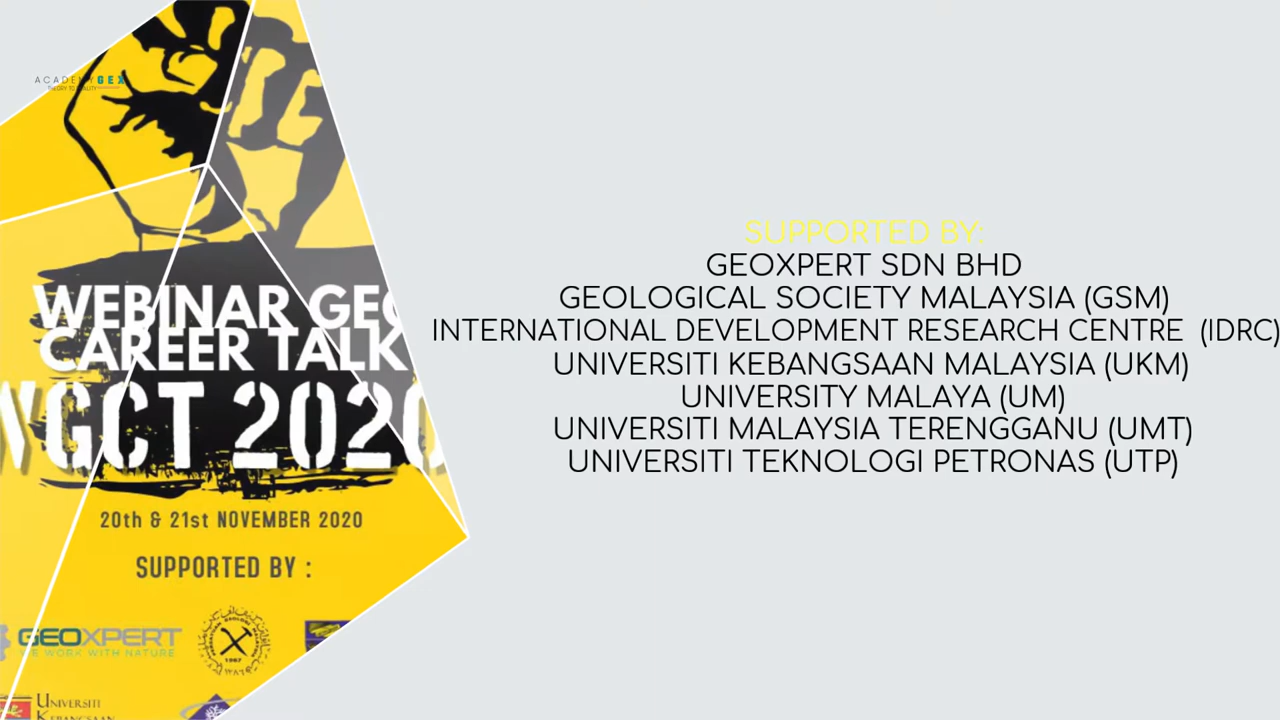 ACADEMY GEX
THEORY TO REALITY
WEBINAR GEO
CAREER TALK
WGCT 2020
20th & 21st NOVEMBER 2020
SUPPORTED BY :
GEOXPERT
WE WORK WITH NATURE
1967
UNIVERSITI
KEBANGSAAN
SUPPORTED BY:
GEOXPERT SDN BHD
GEOLOGICAL SOCIETY MALAYSIA (GSM)
INTERNATIONAL DEVELOPMENT RESEARCH CENTRE (IDRC)
UNIVERSITI KEBANGSAAN MALAYSIA (UKM)
UNIVERSITY MALAYA (UM)
UNIVERSITI MALAYSIA TERENGGANU (UMT)
UNIVERSITI TEKNOLOGI PETRONAS (UTP)